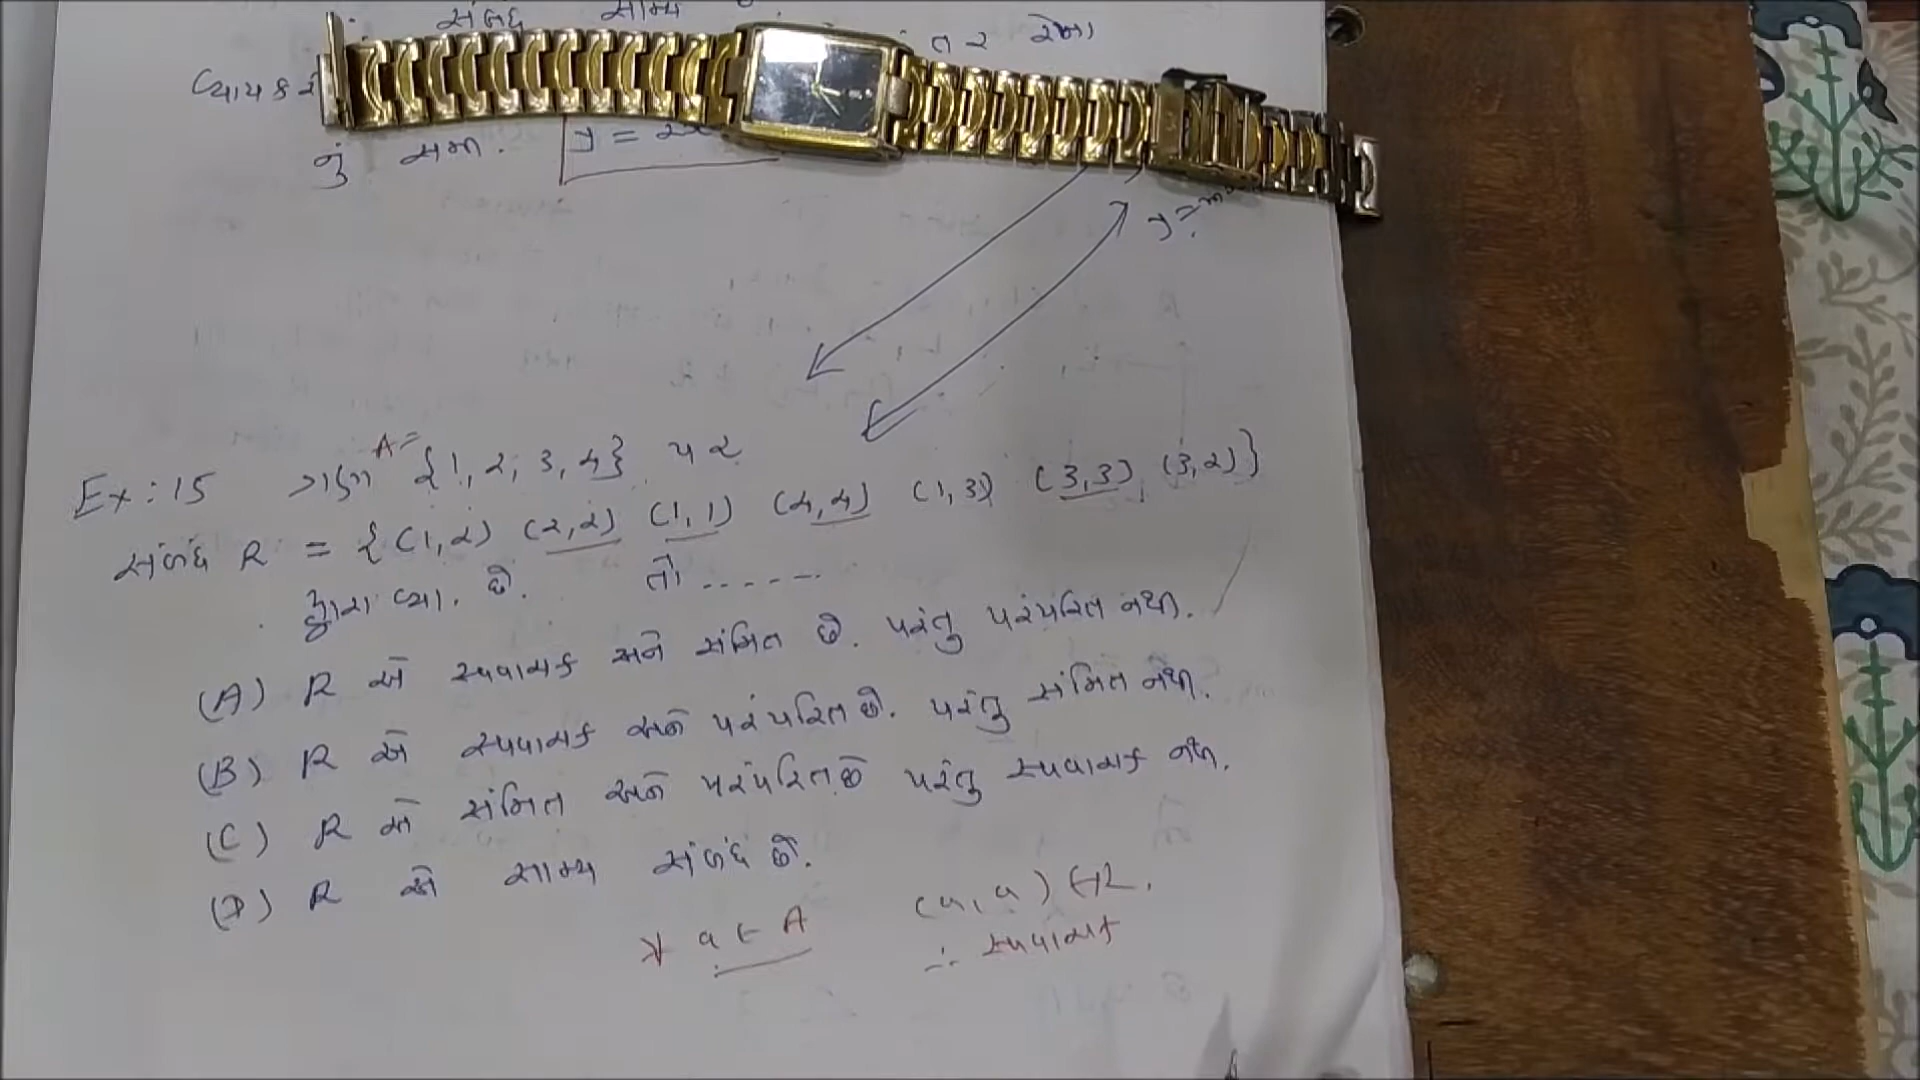 સંબંધ સામ્ય
તર રેખા
નું સમી. y =
y = m
Ex : 15 ગણ A = {1, 2, 3, 4} પર
સંબંધ R = {(1, 2) (2, 2) (1, 1) (4, 4) (1, 3) (3, 3) (3, 2)}
દ્વારા વ્યા. છે. તો ------
(A) R એ સ્વવાચક અને સંમિત છે. પરંતુ પરંપરિત નથી.
(B) R એ સ્વવાચક અને પરંપરિત છે. પરંતુ સંમિત નથી.
(C) R એ સંમિત અને પરંપરિત છે પરંતુ સ્વવાચક નથી.
(D) R એ સામ્ય સંબંધ છે.
∀ a ∈ A (a, a) ∈ R.
∴ સ્વવાચક